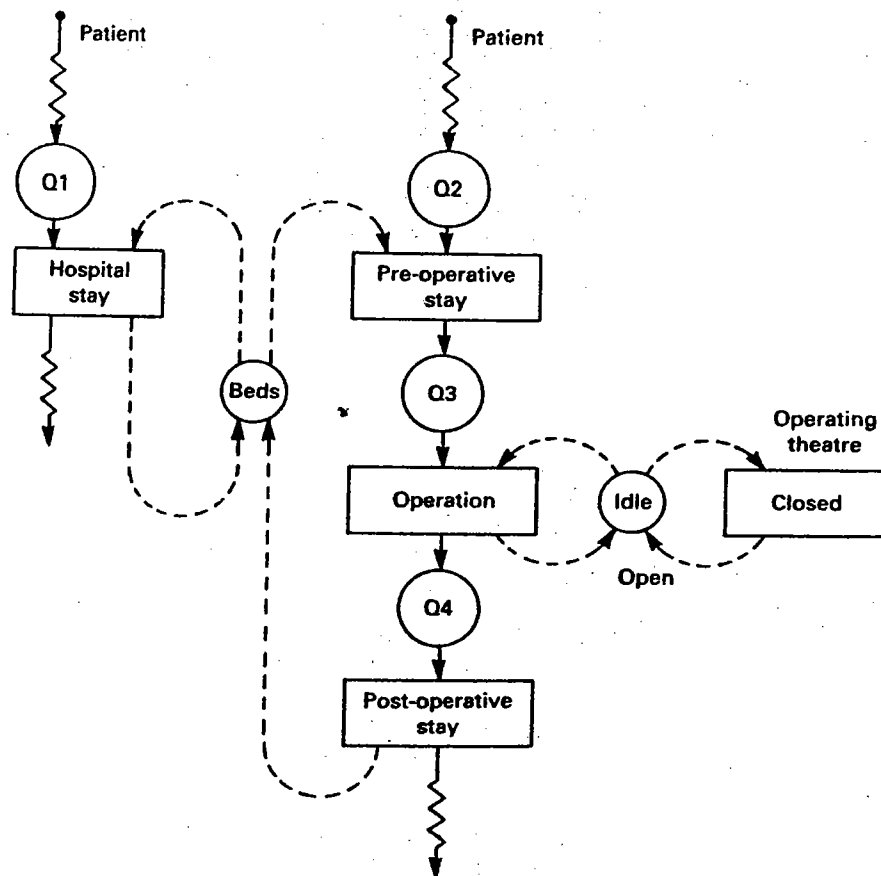 Patient
Patient
Q1
Q2
Hospital
stay
Pre-operative
stay
Beds
Q3
Operating
theatre
Operation
Idle
Closed
Open
Q4
Post-operative
stay